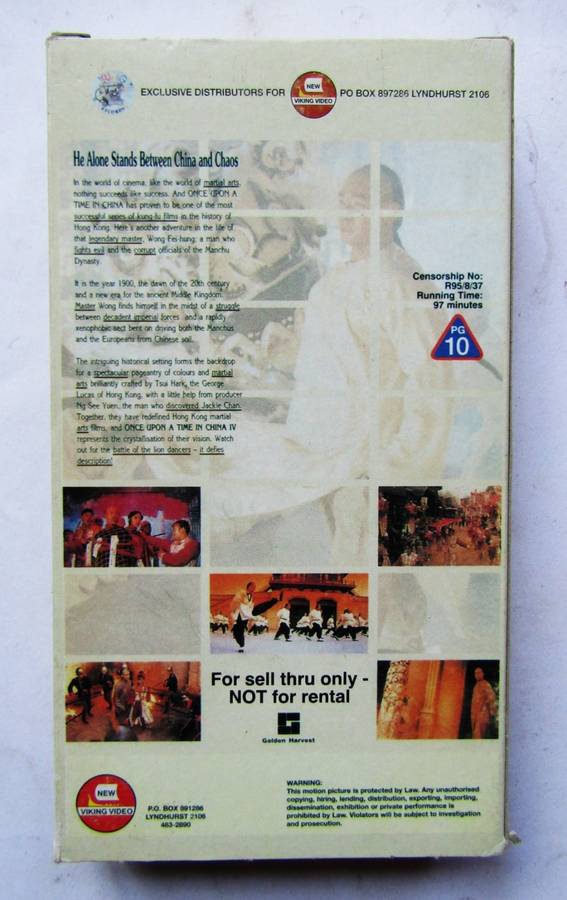 EXCLUSIVE DISTRIBUTORS FOR NEW VIKING VIDEO PO BOX 897286 LYNDHURST 2106
He Alone Stands Between China and Chaos
In the world of cinema, like the world of martial arts,
nothing succeeds like success. And ONCE UPON A
TIME IN CHINA has proven to be one of the most
successful series of kung-fu films in the history of
Hong Kong. Here's another adventure in the life of
that legendary master, Wong Fei-hung; a man who
fights evil and the corrupt officials of the Manchu
Dynasty.
It is the year 1900, the dawn of the 20th century
and a new era for the ancient Middle Kingdom.
Master Wong finds himself in the midst of a struggle
between decadent imperial forces and a rapidly
xenophobic sect bent on driving both the Manchus
and the Europeans from Chinese soil.
The intriguing historical setting forms the backdrop
for a spectacular pageantry of colours and martial
arts brilliantly crafted by Tsui Hark, the George
Lucas of Hong Kong, with a little help from producer
Ng See Yuen, the man who discovered Jackie Chan.
Together, they have redefined Hong Kong martial
arts films, and ONCE UPON A TIME IN CHINA IV
represents the crystallisation of their vision. Watch
out for the battle of the lion dancers - it defies
description!
Censorship No:
R95/8/37
Running Time:
97 minutes
PG
10
For sell thru only -
NOT for rental
Golden Harvest
NEW
VIKING VIDEO
P.O. BOX 891286
LYNDHURST 2106
463-2890
WARNING:
This motion picture is protected by Law. Any unauthorised
copying, hiring, lending, distribution, exporting, importing,
dissemination, exhibition or private performance is
prohibited by Law. Violators will be subject to investigation
and prosecution.